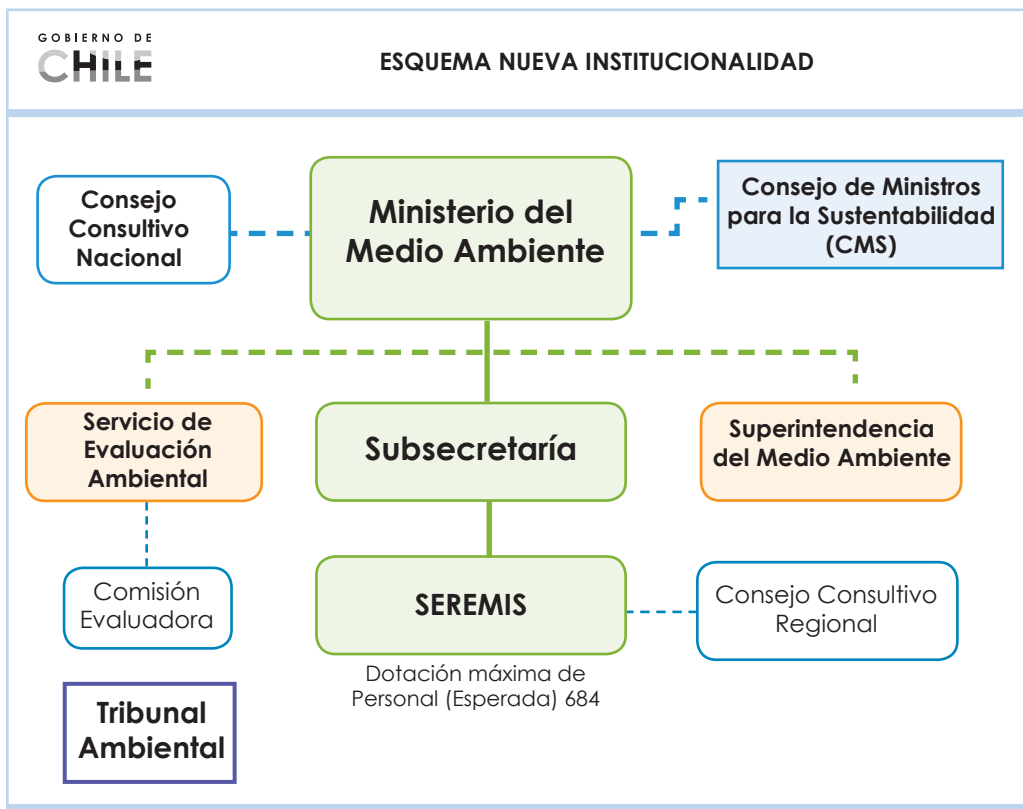 GOBIERNO DE
CHILE
ESQUEMA NUEVA INSTITUCIONALIDAD
Consejo
Consultivo
Nacional
Ministerio del
Medio Ambiente
Consejo de Ministros
para la Sustentabilidad
(CMS)
Servicio de
Evaluación
Ambiental
Subsecretaría
Superintendencia
del Medio Ambiente
Comisión
Evaluadora
SEREMIS
Consejo Consultivo
Regional
Dotación máxima de
Personal (Esperada) 684
Tribunal
Ambiental